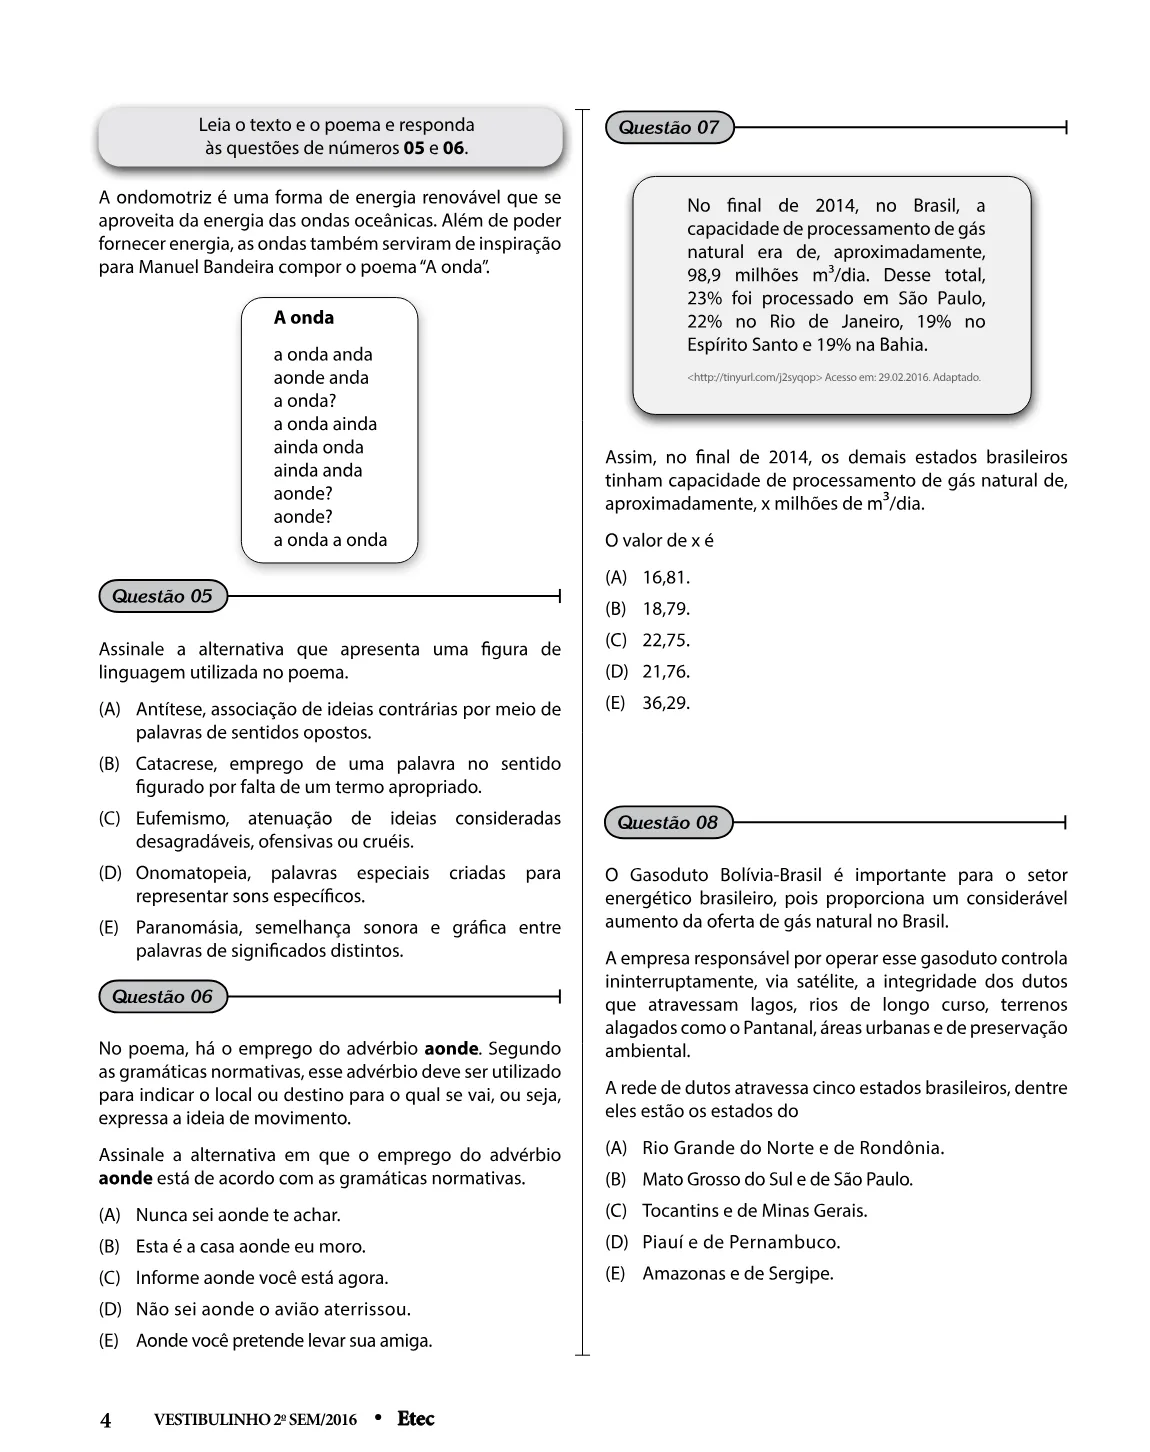 Leia o texto e o poema e responda
às questões de números 05 e 06.
A ondomotriz é uma forma de energia renovável que se
aproveita da energia das ondas oceânicas. Além de poder
fornecer energia, as ondas também serviram de inspiração
para Manuel Bandeira compor o poema “A onda”.
A onda
a onda anda
aonde anda
a onda?
a onda ainda
ainda onda
ainda anda
aonde?
aonde?
a onda a onda
Questão 05
Assinale a alternativa que apresenta uma figura de
linguagem utilizada no poema.
(A) Antítese, associação de ideias contrárias por meio de
palavras de sentidos opostos.
(B) Catacrese, emprego de uma palavra no sentido
figurado por falta de um termo apropriado.
(C) Eufemismo, atenuação de ideias consideradas
desagradáveis, ofensivas ou cruéis.
(D) Onomatopeia, palavras especiais criadas para
representar sons específicos.
(E) Paranomásia, semelhança sonora e gráfica entre
palavras de significados distintos.
Questão 06
No poema, há o emprego do advérbio aonde. Segundo
as gramáticas normativas, esse advérbio deve ser utilizado
para indicar o local ou destino para o qual se vai, ou seja,
expressa a ideia de movimento.
Assinale a alternativa em que o emprego do advérbio
aonde está de acordo com as gramáticas normativas.
(A) Nunca sei aonde te achar.
(B) Esta é a casa aonde eu moro.
(C) Informe aonde você está agora.
(D) Não sei aonde o avião aterrissou.
(E) Aonde você pretende levar sua amiga.
Questão 07
No final de 2014, no Brasil, a
capacidade de processamento de gás
natural era de, aproximadamente,
98,9 milhões m³/dia. Desse total,
23% foi processado em São Paulo,
22% no Rio de Janeiro, 19% no
Espírito Santo e 19% na Bahia.
<http://tinyurl.com/j2syqop> Acesso em: 29.02.2016. Adaptado.
Assim, no final de 2014, os demais estados brasileiros
tinham capacidade de processamento de gás natural de,
aproximadamente, x milhões de m³/dia.
O valor de x é
(A) 16,81.
(B) 18,79.
(C) 22,75.
(D) 21,76.
(E) 36,29.
Questão 08
O Gasoduto Bolívia-Brasil é importante para o setor
energético brasileiro, pois proporciona um considerável
aumento da oferta de gás natural no Brasil.
A empresa responsável por operar esse gasoduto controla
ininterruptamente, via satélite, a integridade dos dutos
que atravessam lagos, rios de longo curso, terrenos
alagados como o Pantanal, áreas urbanas e de preservação
ambiental.
A rede de dutos atravessa cinco estados brasileiros, dentre
eles estão os estados do
(A) Rio Grande do Norte e de Rondônia.
(B) Mato Grosso do Sul e de São Paulo.
(C) Tocantins e de Minas Gerais.
(D) Piauí e de Pernambuco.
(E) Amazonas e de Sergipe.
4 VESTIBULINHO 2º SEM/2016 • Etec